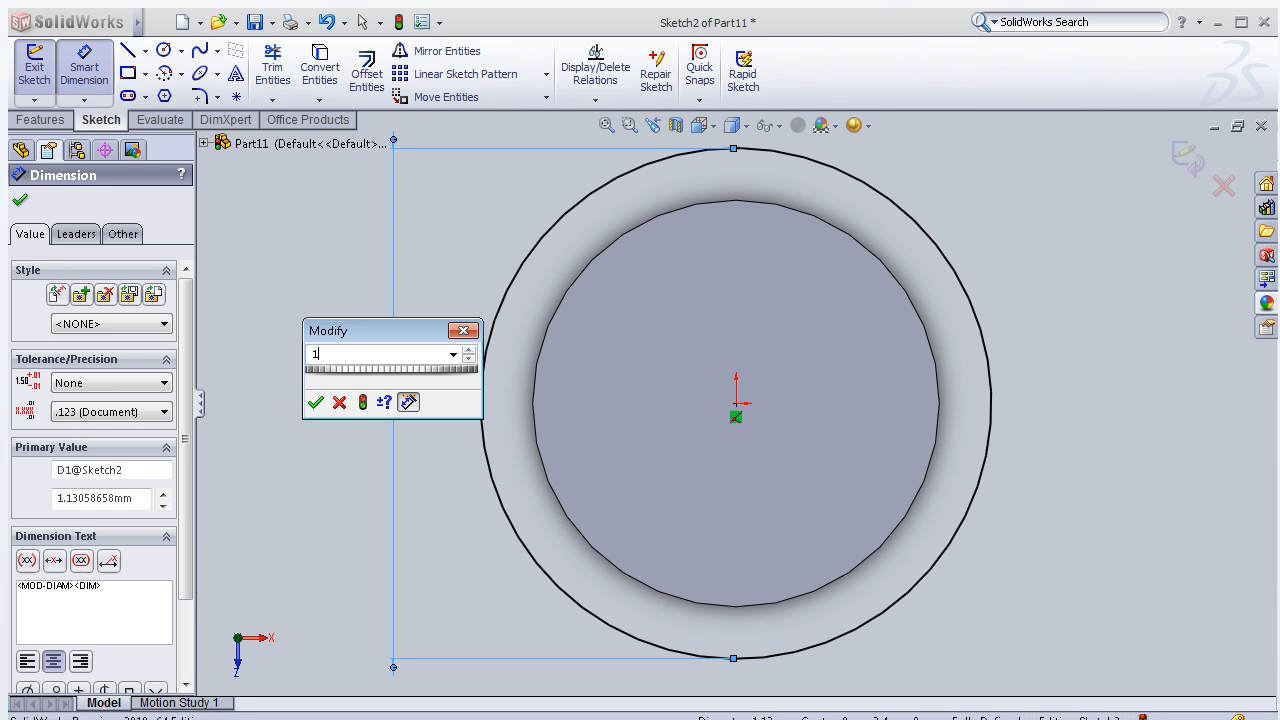 SolidWorks
Sketch2 of Part11 *
SolidWorks Search
?
Exit Sketch
Smart Dimension
Trim Entities
Convert Entities
Offset Entities
Mirror Entities
Linear Sketch Pattern
Move Entities
Display/Delete Relations
Repair Sketch
Quick Snaps
Rapid Sketch
Features
Sketch
Evaluate
DimXpert
Office Products
Part11 (Default<<Default>...
Dimension
?
Value
Leaders
Other
Style
<NONE>
Tolerance/Precision
None
.123 (Document)
Primary Value
D1@Sketch2
1.13058658mm
Dimension Text
<MOD-DIAM><DIM>
Modify
1
±?
X
Z
Model
Motion Study 1